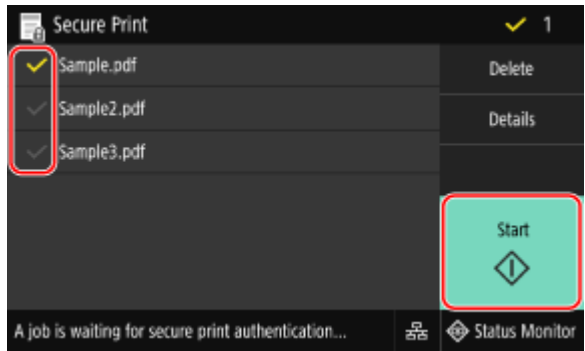 Secure Print
1
Sample.pdf
Delete
Sample2.pdf
Details
Sample3.pdf
Start
A job is waiting for secure print authentication...
Status Monitor